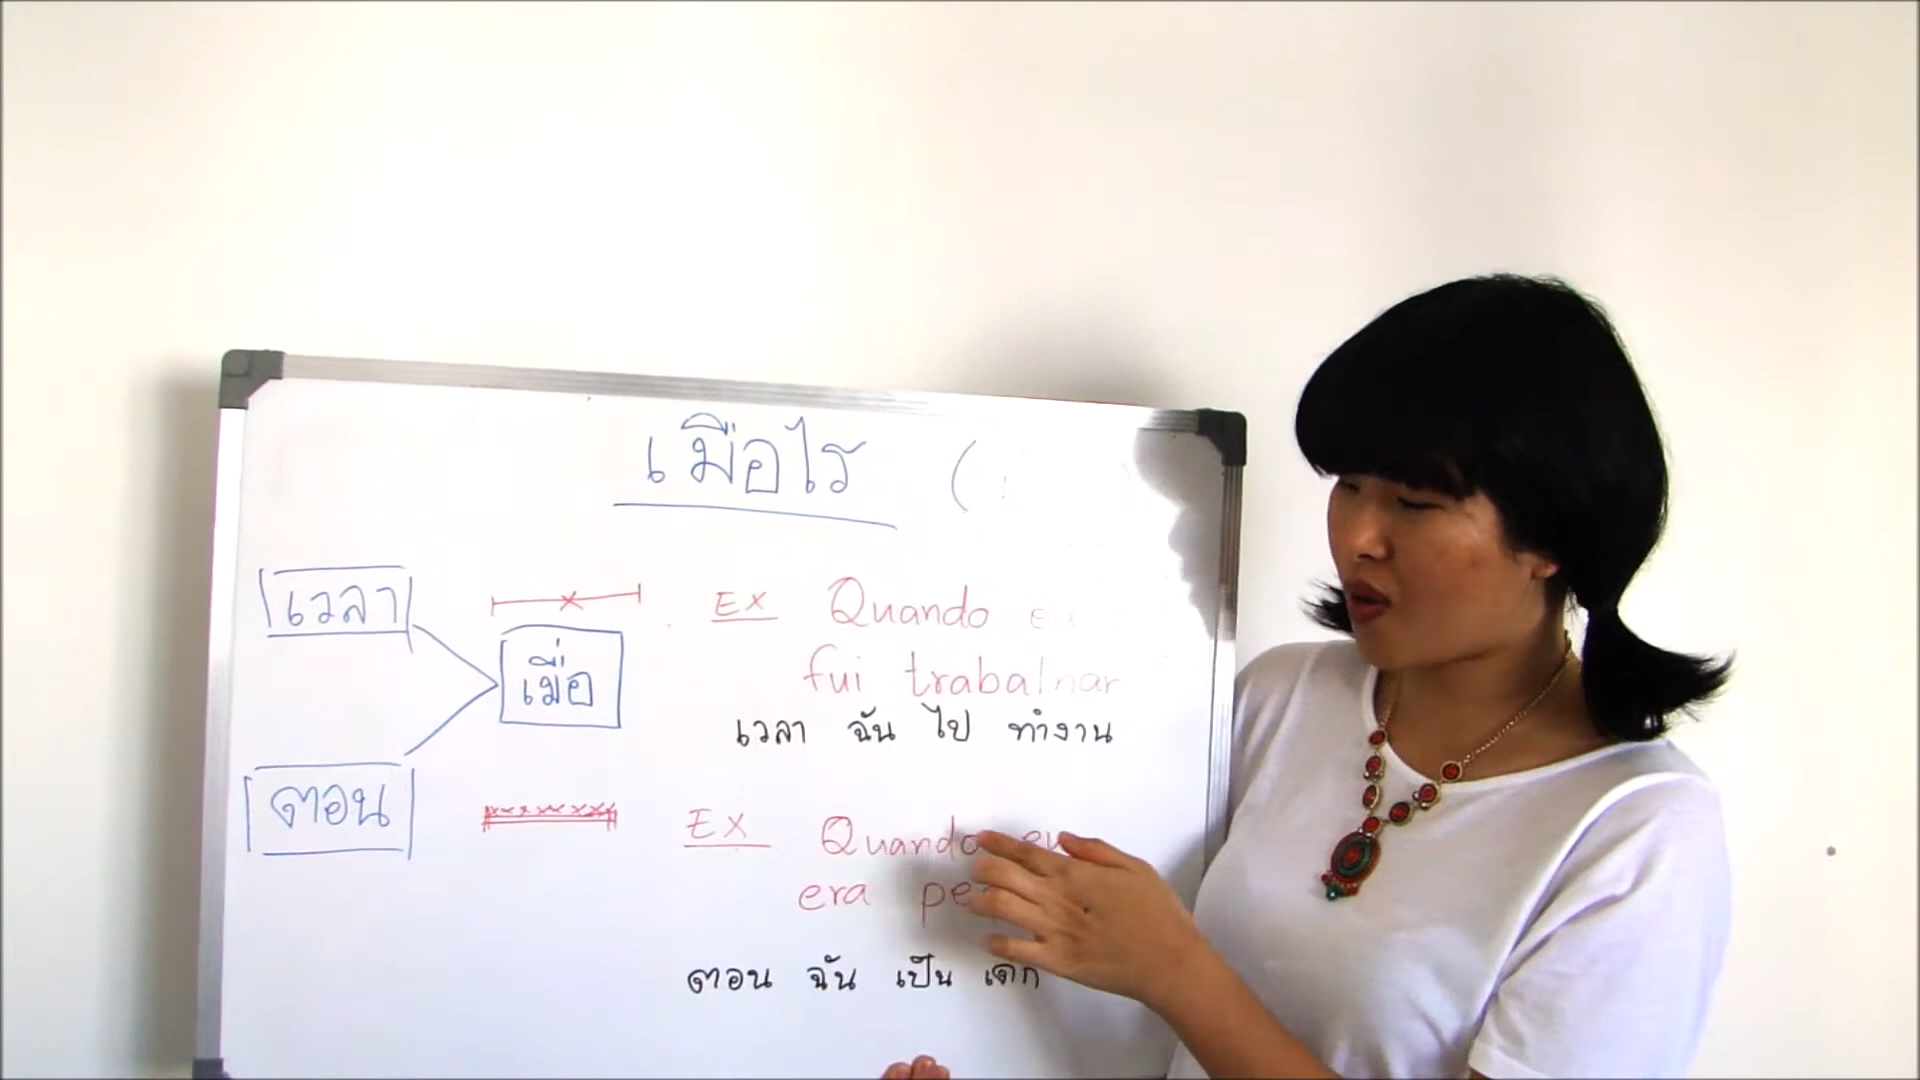 เมื่อไร (
เวลา
เมื่อ
ตอน
EX Quando
fui trabalhar
เวลา ฉัน ไป ทำงาน
EX Quando eu
era
ตอน ฉัน เป็น เด็ก